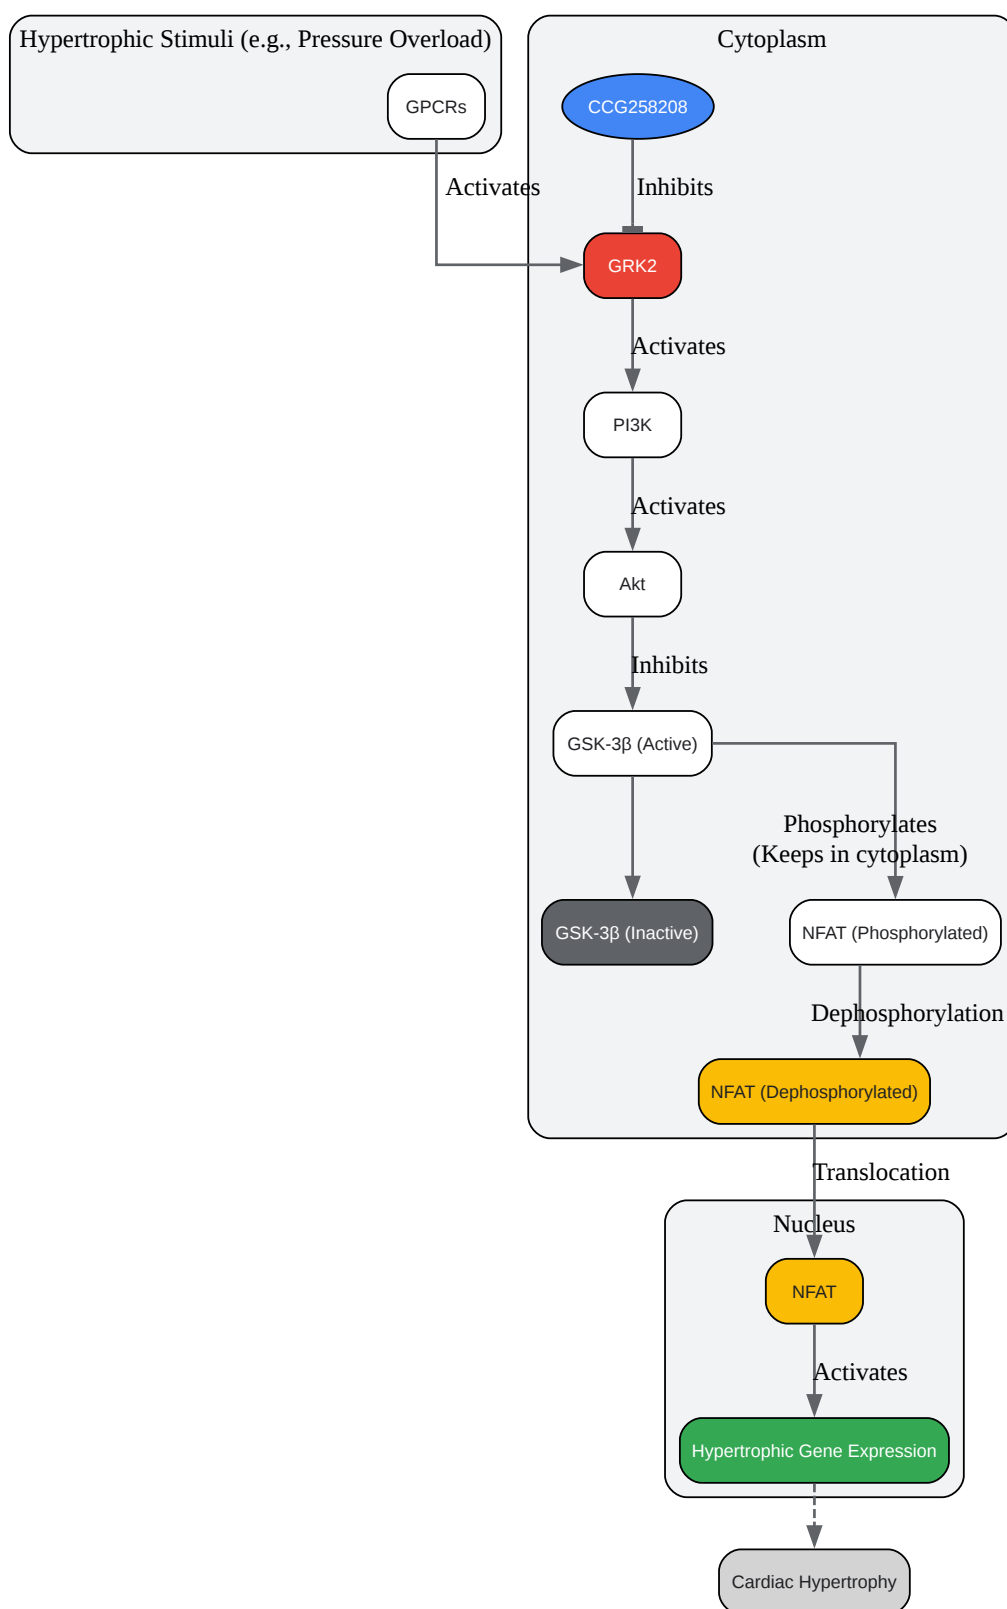 Hypertrophic Stimuli (e.g., Pressure Overload)
Cytoplasm
GPCRs
CCG258208
Activates
Inhibits
GRK2
Activates
PI3K
Activates
Akt
Inhibits
GSK-3β (Active)
Phosphorylates
(Keeps in cytoplasm)
GSK-3β (Inactive)
NFAT (Phosphorylated)
Dephosphorylation
NFAT (Dephosphorylated)
Translocation
Nucleus
NFAT
Activates
Hypertrophic Gene Expression
Cardiac Hypertrophy